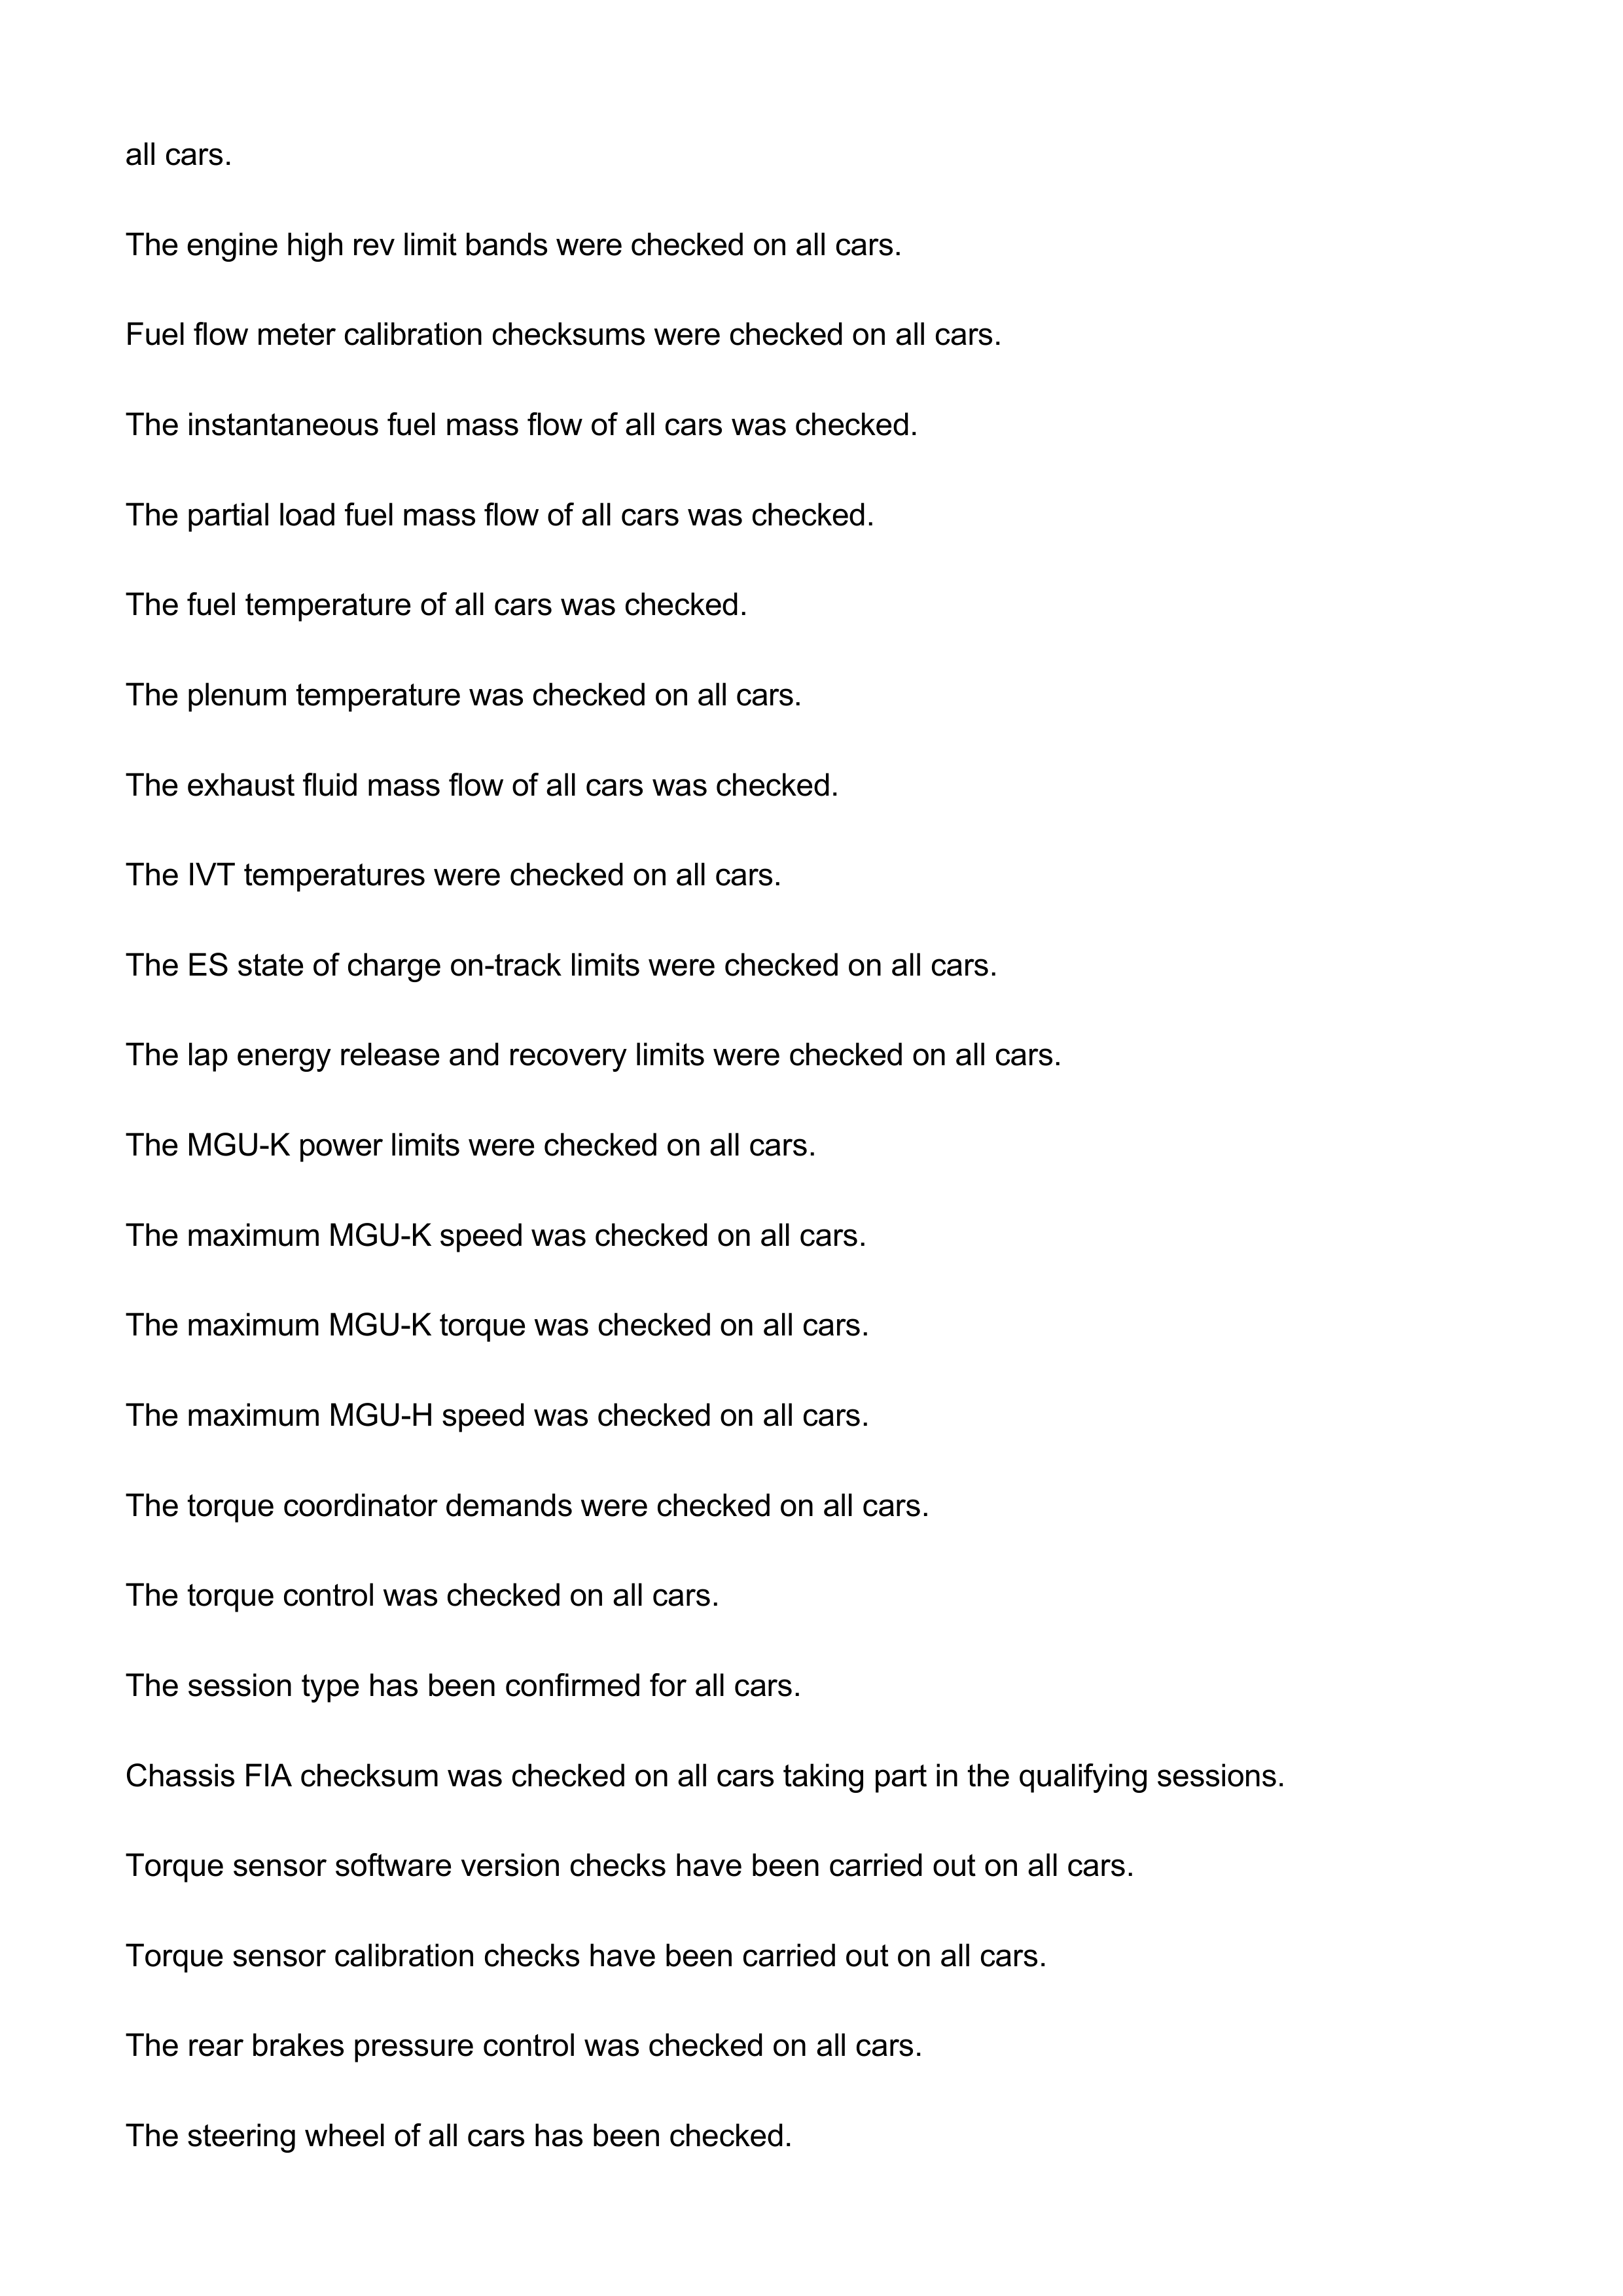 all cars.
The engine high rev limit bands were checked on all cars.
Fuel flow meter calibration checksums were checked on all cars.
The instantaneous fuel mass flow of all cars was checked.
The partial load fuel mass flow of all cars was checked.
The fuel temperature of all cars was checked.
The plenum temperature was checked on all cars.
The exhaust fluid mass flow of all cars was checked.
The IVT temperatures were checked on all cars.
The ES state of charge on-track limits were checked on all cars.
The lap energy release and recovery limits were checked on all cars.
The MGU-K power limits were checked on all cars.
The maximum MGU-K speed was checked on all cars.
The maximum MGU-K torque was checked on all cars.
The maximum MGU-H speed was checked on all cars.
The torque coordinator demands were checked on all cars.
The torque control was checked on all cars.
The session type has been confirmed for all cars.
Chassis FIA checksum was checked on all cars taking part in the qualifying sessions.
Torque sensor software version checks have been carried out on all cars.
Torque sensor calibration checks have been carried out on all cars.
The rear brakes pressure control was checked on all cars.
The steering wheel of all cars has been checked.